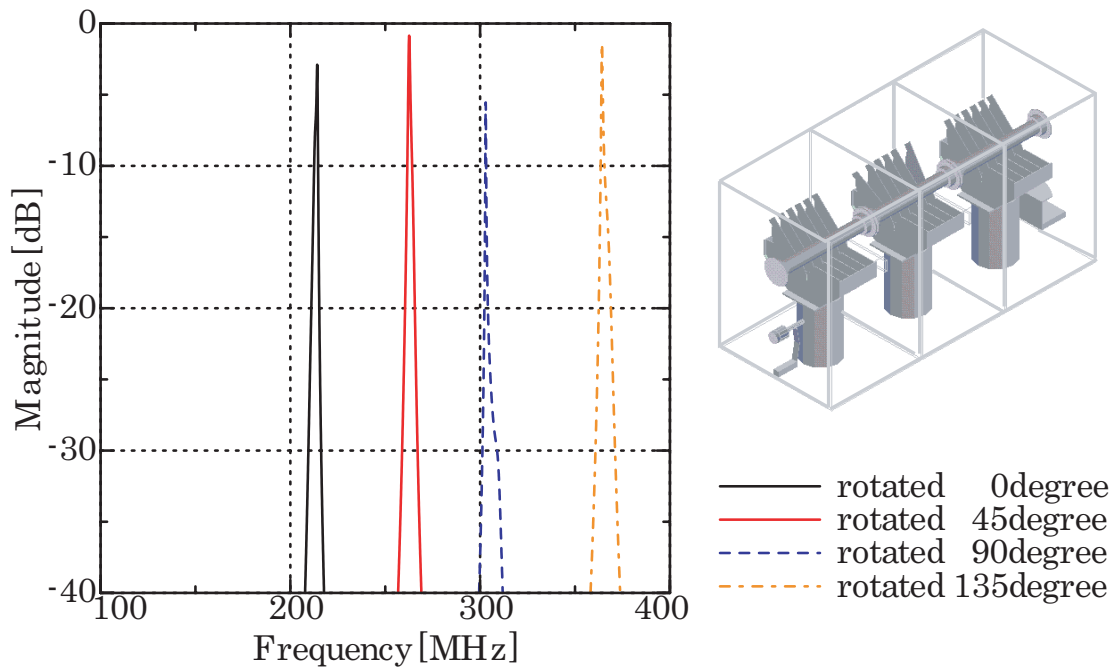 0
-10
-20
-30
-40
Magnitude [dB]
100 200 300 400
Frequency [MHz]
rotated 0degree
rotated 45degree
rotated 90degree
rotated 135degree